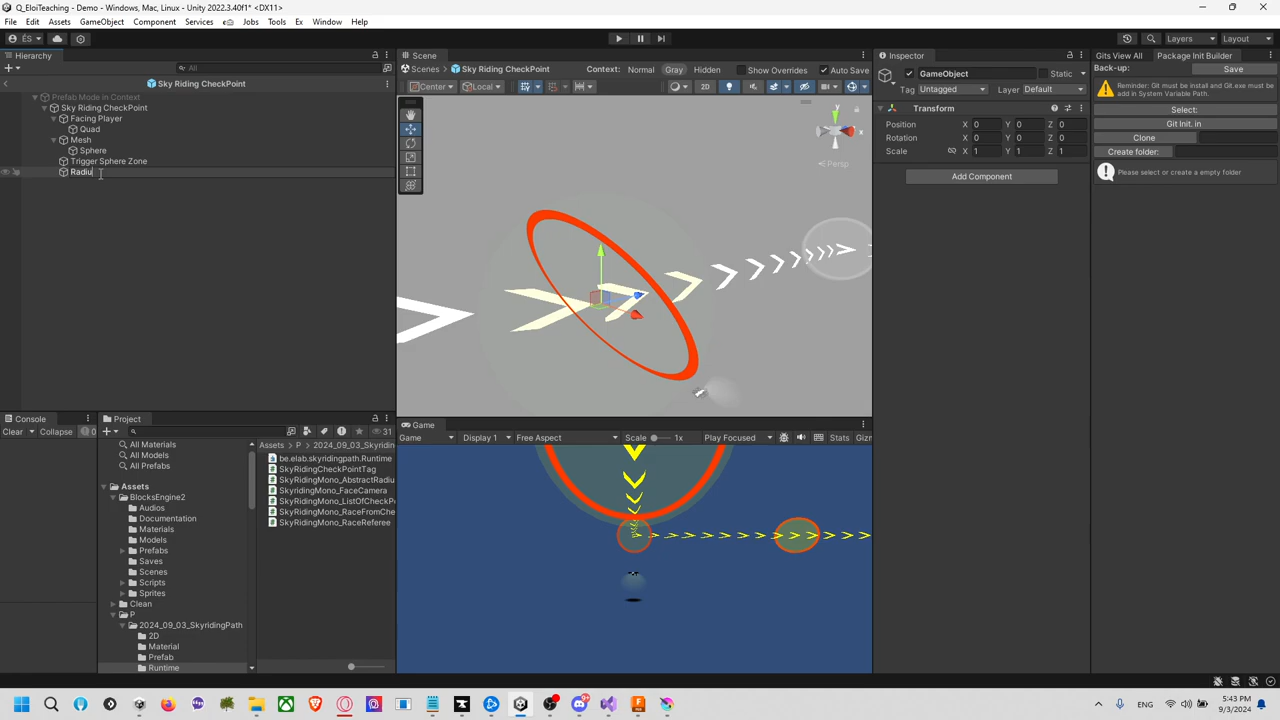 Q_EloiTeaching - Demo - Windows, Mac, Linux - Unity 2022.3.40f1* <DX11>
File Edit Assets GameObject Component Services Jobs Tools Ex Window Help
ÉS
Layers Layout
Hierarchy
All
Sky Riding CheckPoint
Prefab Mode in Context
Sky Riding CheckPoint
Facing Player
Quad
Mesh
Sphere
Trigger Sphere Zone
Radiu
Scene
Scenes Sky Riding CheckPoint Context: Normal Gray Hidden Show Overrides Auto Save
Center Local 2D
y
x
Persp
Inspector
GameObject Static
Tag Untagged Layer Default
Transform
Position X 0 Y 0 Z 0
Rotation X 0 Y 0 Z 0
Scale X 1 Y 1 Z 1
Add Component
Gits View All Package Init Builder
Back-up: Save
Reminder: Git must be install and Git.exe must be add in System Variable Path.
Select:
Git Init. in
Clone
Create folder:
Please select or create a empty folder
Console
Clear Collapse 0
Project
31
All Materials
All Models
All Prefabs
Assets
BlocksEngine2
Audios
Documentation
Materials
Models
Prefabs
Saves
Scenes
Scripts
Sprites
Clean
P
2024_09_03_SkyridingPath
2D
Material
Prefab
Runtime
Assets > P > 2024_09_03_Skyriding
be.elab.skyridingpath.Runtime
SkyRidingCheckPointTag
SkyRidingMono_AbstractRadiu
SkyridingMono_FaceCamera
SkyRidingMono_ListOfCheckP
SkyRidingMono_RaceFromChe
SkyRidingMono_RaceReferee
Game
Game Display 1 Free Aspect Scale 1x Play Focused Stats Giz
ENG
5:43 PM
9/3/2024